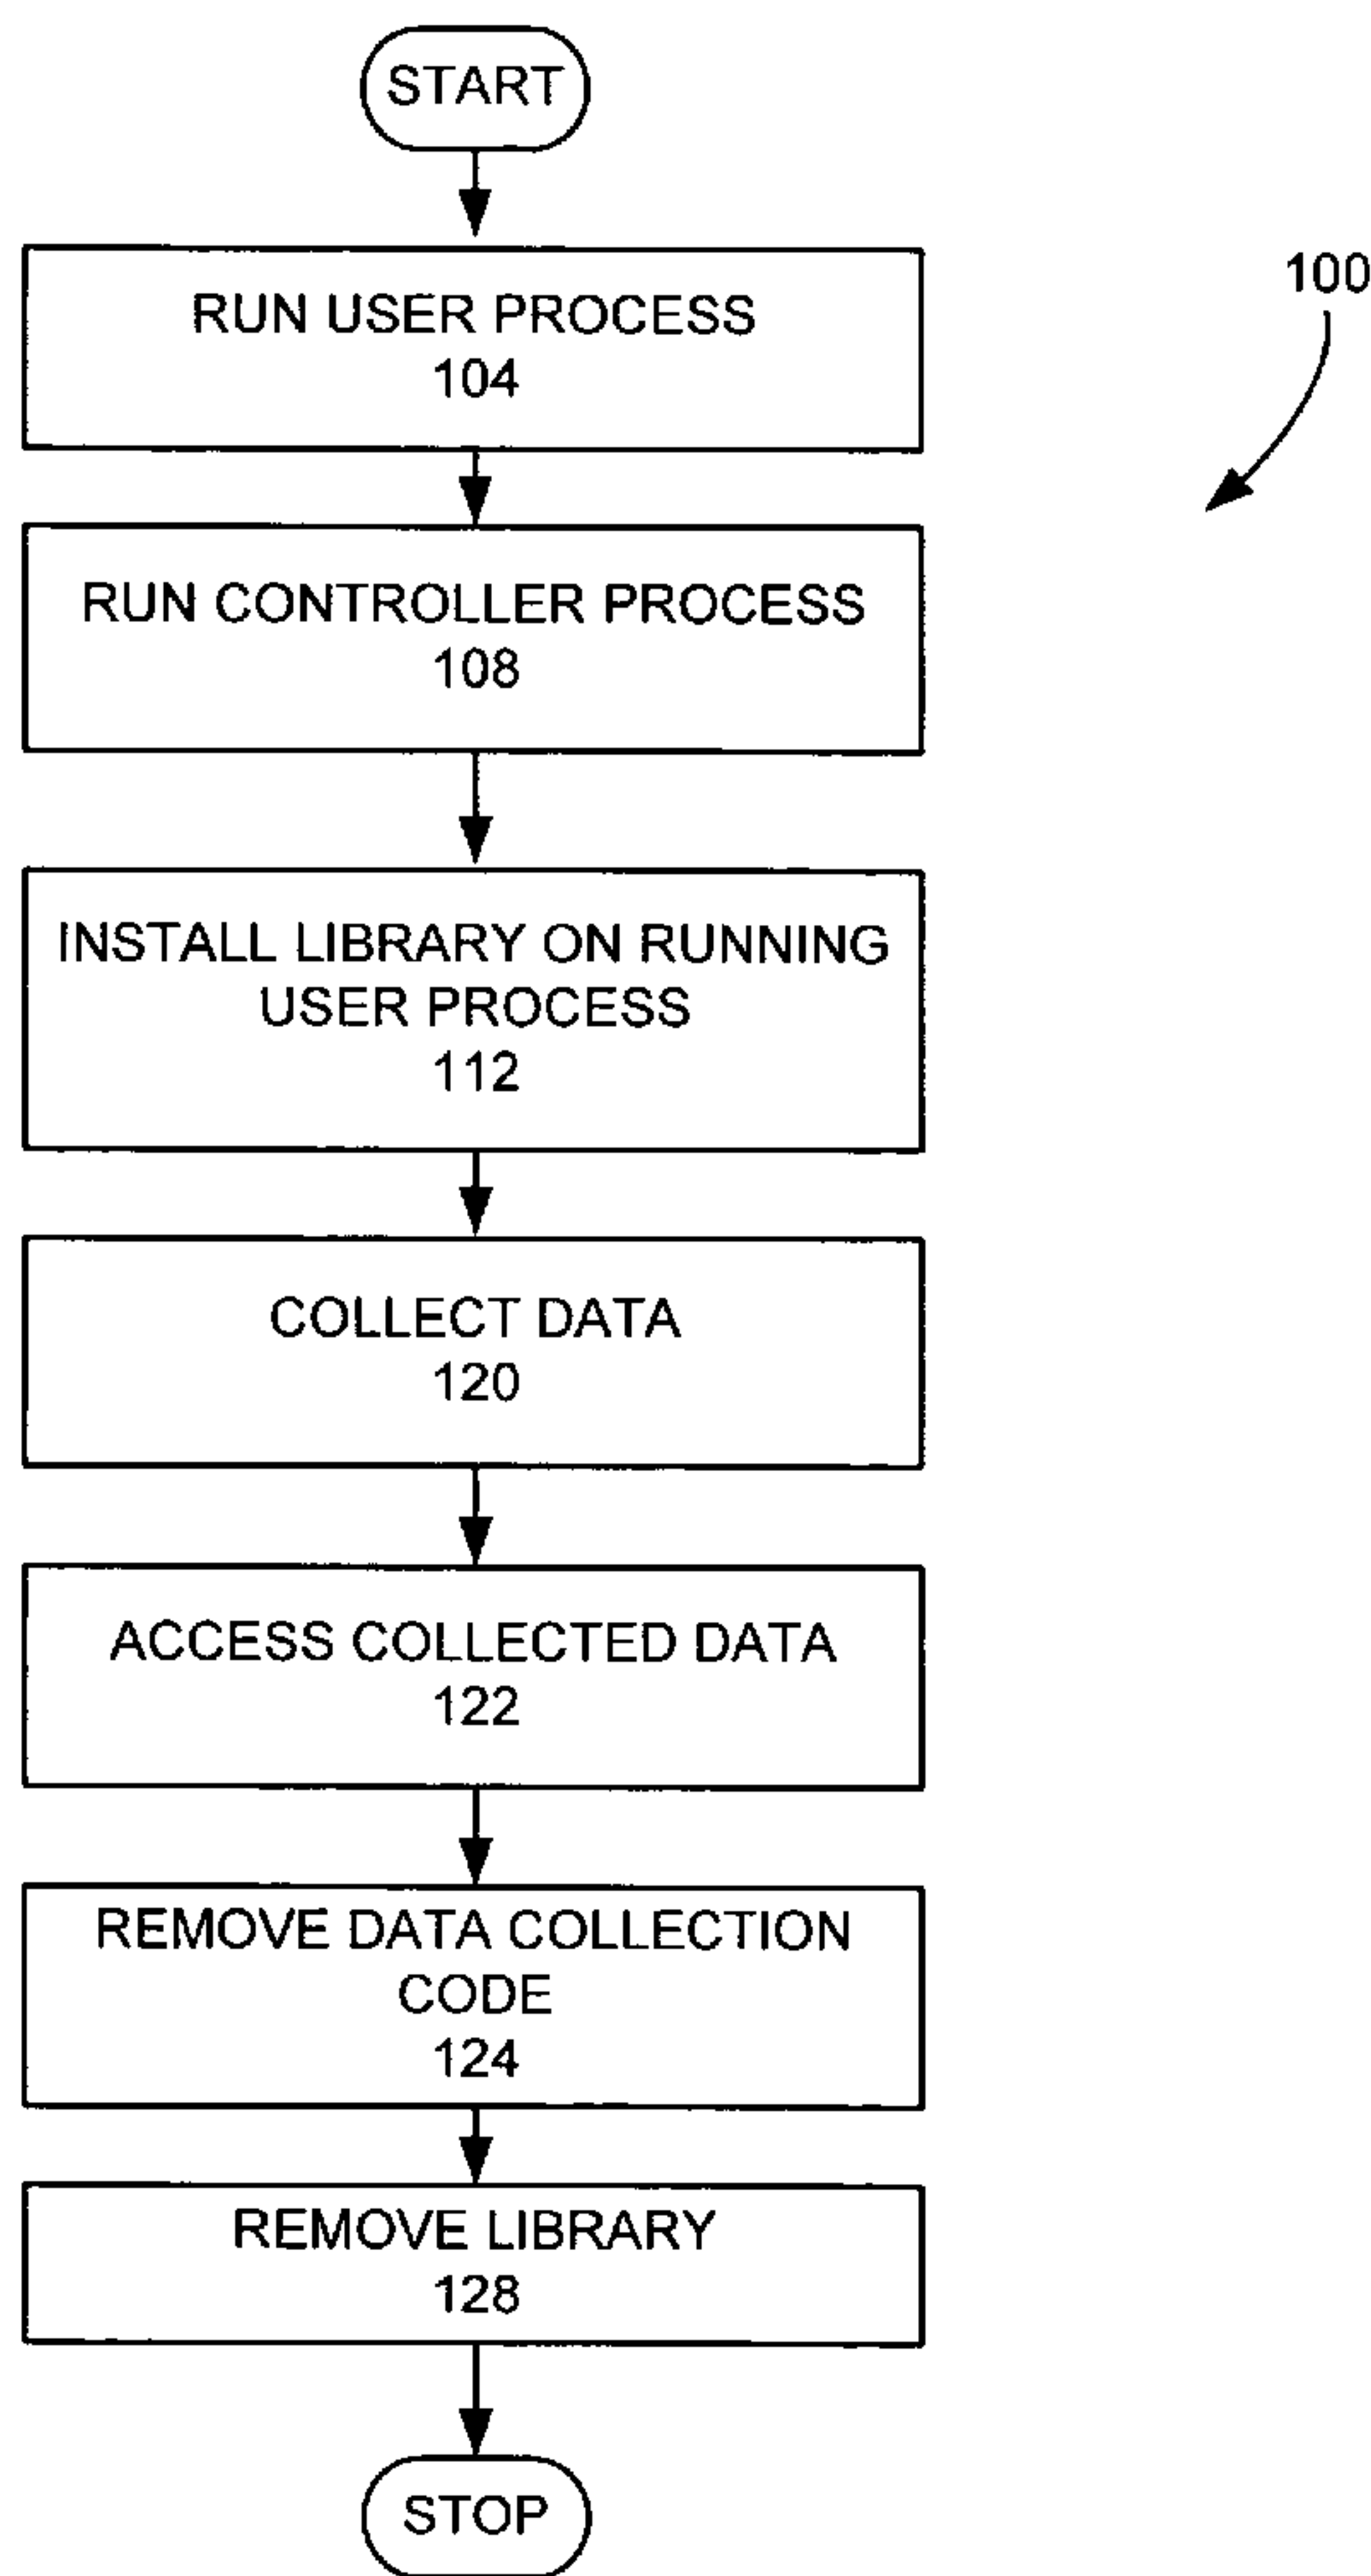 START
100
RUN USER PROCESS
104
RUN CONTROLLER PROCESS
108
INSTALL LIBRARY ON RUNNING
USER PROCESS
112
COLLECT DATA
120
ACCESS COLLECTED DATA
122
REMOVE DATA COLLECTION
CODE
124
REMOVE LIBRARY
128
STOP